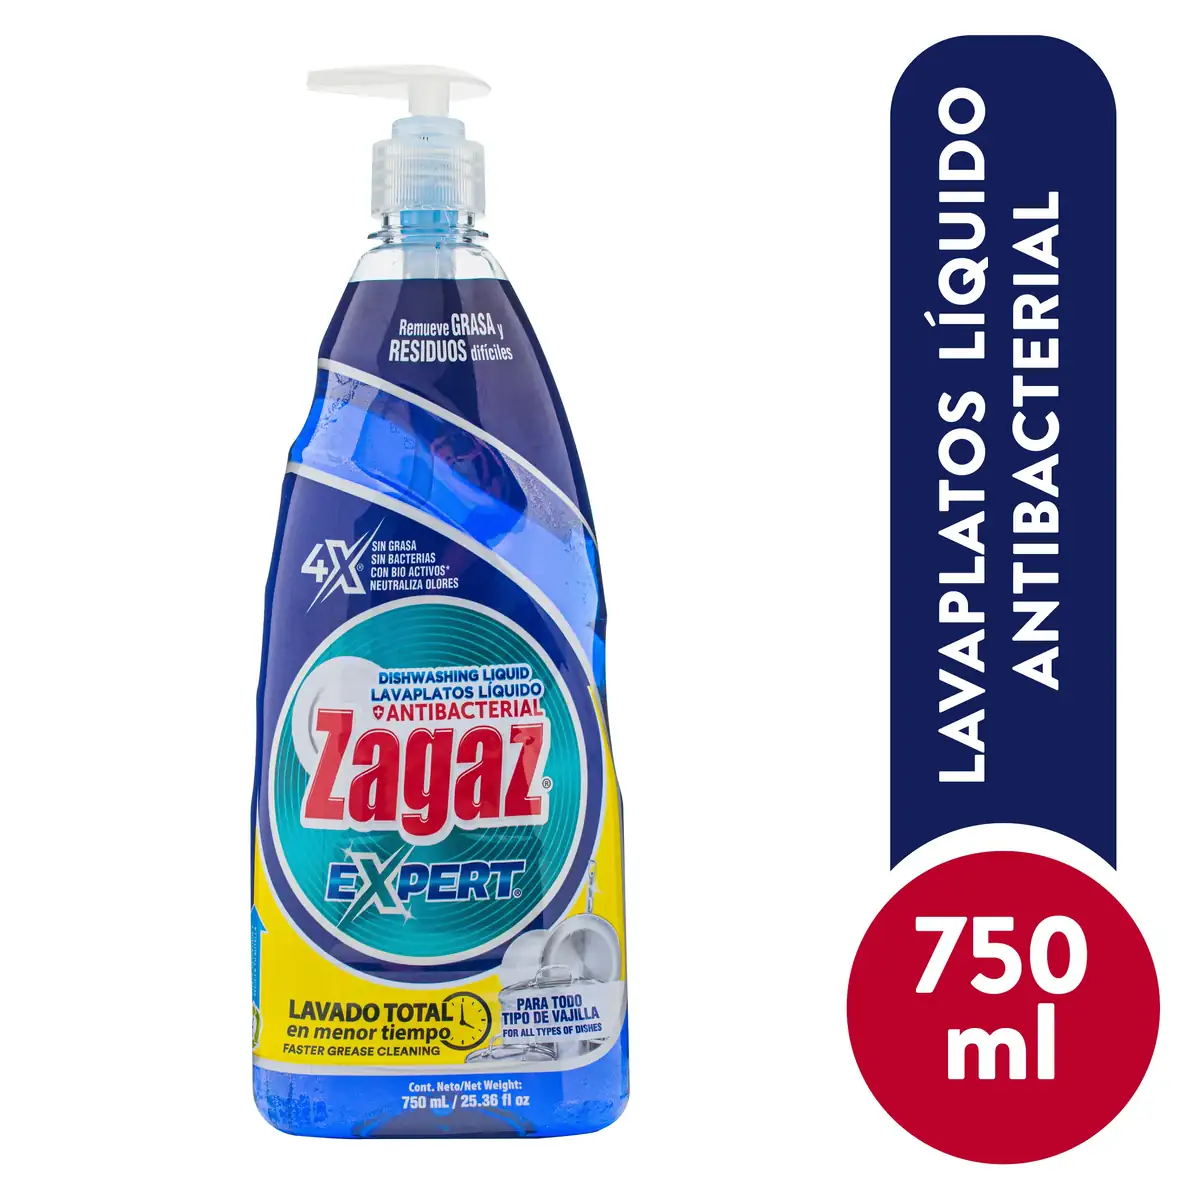 Remueve GRASA y
RESIDUOS difíciles
4X®
SIN GRASA
SIN BACTERIAS
CON BIO ACTIVOS*
NEUTRALIZA OLORES
DISHWASHING LIQUID
LAVAPLATOS LÍQUIDO
ANTIBACTERIAL
Zagaz®
EXPERT®
LAVADO TOTAL
en menor tiempo
FASTER GREASE CLEANING
PARA TODO
TIPO DE VAJILLA
FOR ALL TYPES OF DISHES
Cont. Neto/Net Weight:
750 mL / 25.36 fl oz
LAVAPLATOS LÍQUIDO
ANTIBACTERIAL
750
ml